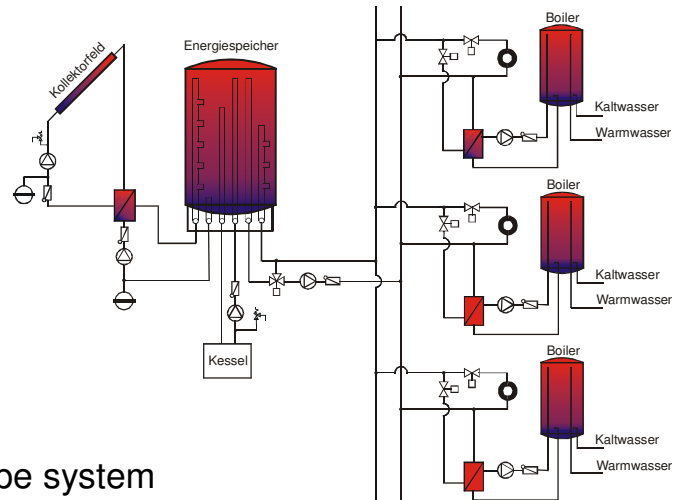 Boiler
Energiespeicher
Kollektorfeld
Kaltwasser
Warmwasser
Boiler
Kaltwasser
Warmwasser
Kessel
Boiler
Kaltwasser
Warmwasser
pe system